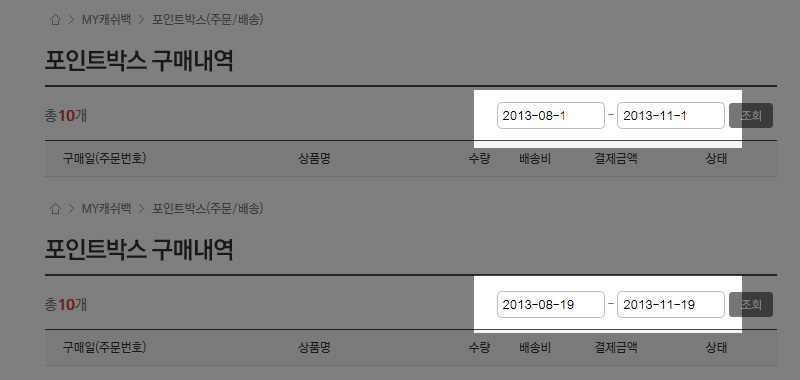 MY캐쉬백 > 포인트박스(주문/배송)
포인트박스 구매내역
총10개 2013-08-1 - 2013-11-1 조회
구매일(주문번호) 상품명 수량 배송비 결제금액 상태
MY캐쉬백 > 포인트박스(주문/배송)
포인트박스 구매내역
총10개 2013-08-19 - 2013-11-19 조회
구매일(주문번호) 상품명 수량 배송비 결제금액 상태